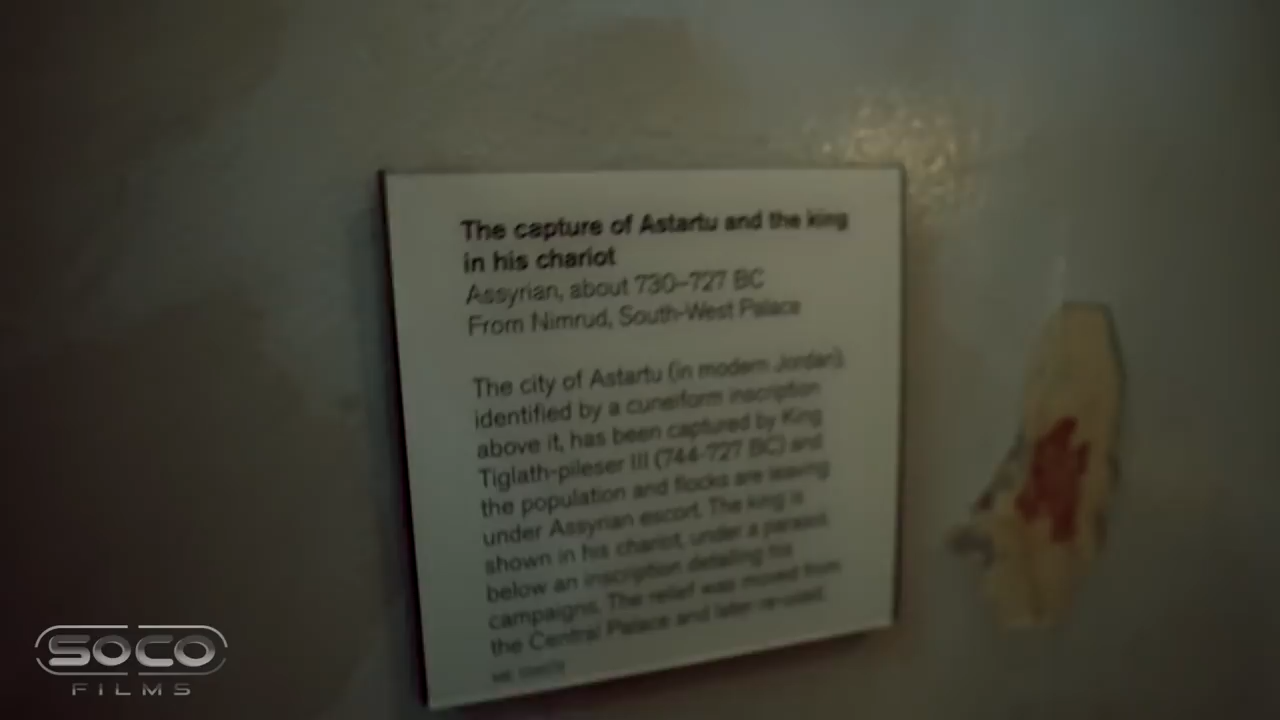 The capture of Astartu and the king
in his chariot
Assyrian, about 730–727 BC
From Nimrud, South-West Palace
The city of Astartu (in modern Jordan),
identified by a cuneiform inscription
above it, has been captured by King
Tiglath-pileser III (744-727 BC) and
the population and flocks are leaving
under Assyrian escort. The king is
shown in his chariot, under a parasol,
below an inscription detailing his
campaigns. The relief was moved from
the Central Palace and later re-used.
SOCO
FILMS